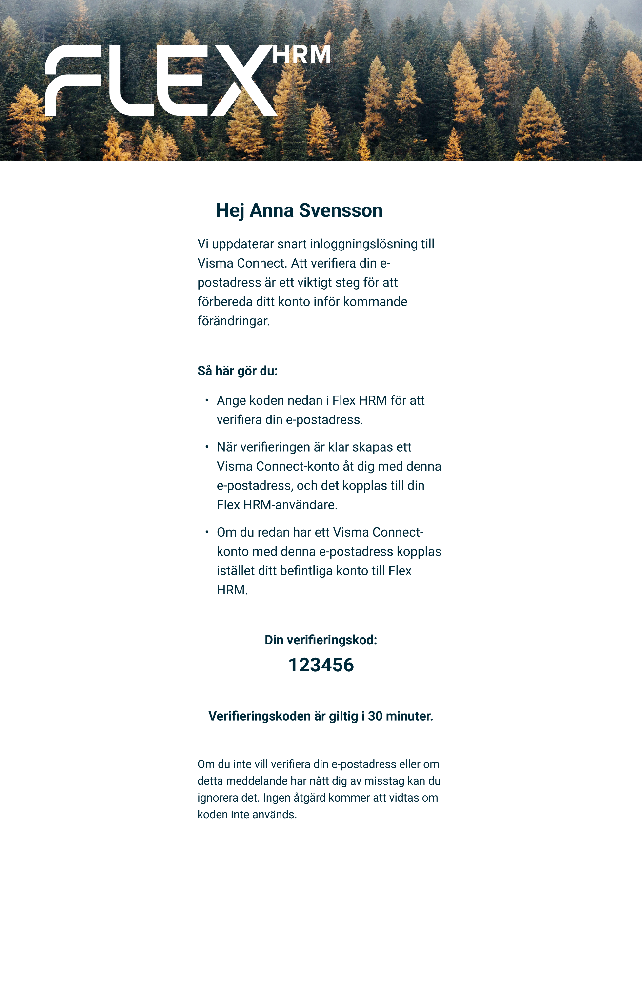 FLEX HRM
Hej Anna Svensson
Vi uppdaterar snart inloggningslösning till
Visma Connect. Att verifiera din e-
postadress är ett viktigt steg för att
förbereda ditt konto inför kommande
förändringar.
Så här gör du:
• Ange koden nedan i Flex HRM för att
verifiera din e-postadress.
• När verifieringen är klar skapas ett
Visma Connect-konto åt dig med denna
e-postadress, och det kopplas till din
Flex HRM-användare.
• Om du redan har ett Visma Connect-
konto med denna e-postadress kopplas
istället ditt befintliga konto till Flex
HRM.
Din verifieringskod:
123456
Verifieringskoden är giltig i 30 minuter.
Om du inte vill verifiera din e-postadress eller om
detta meddelande har nått dig av misstag kan du
ignorera det. Ingen åtgärd kommer att vidtas om
koden inte används.